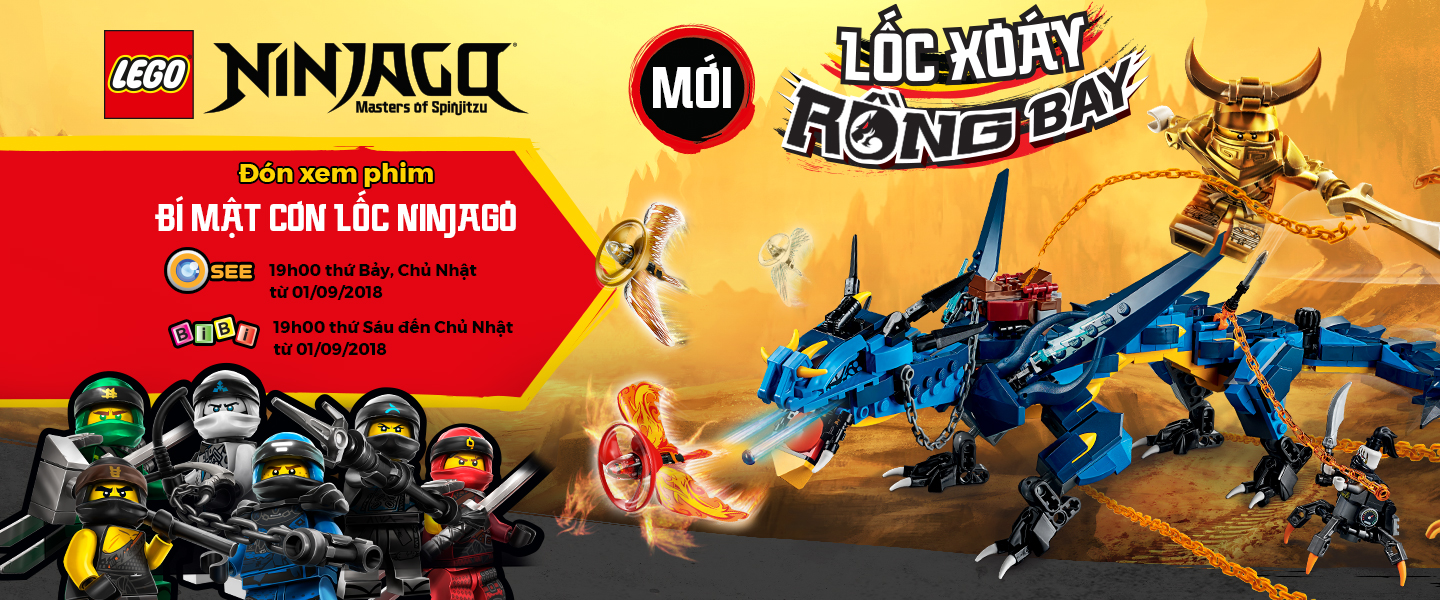 LEGO
NINJAGO®
Masters of Spinjitzu
MỚI
LỐC XOÁY
RỒNG BAY
Đón xem phim
BÍ MẬT CƠN LỐC NINJAGO
SEE
19h00 thứ Bảy, Chủ Nhật
từ 01/09/2018
BiBi
19h00 thứ Sáu đến Chủ Nhật
từ 01/09/2018